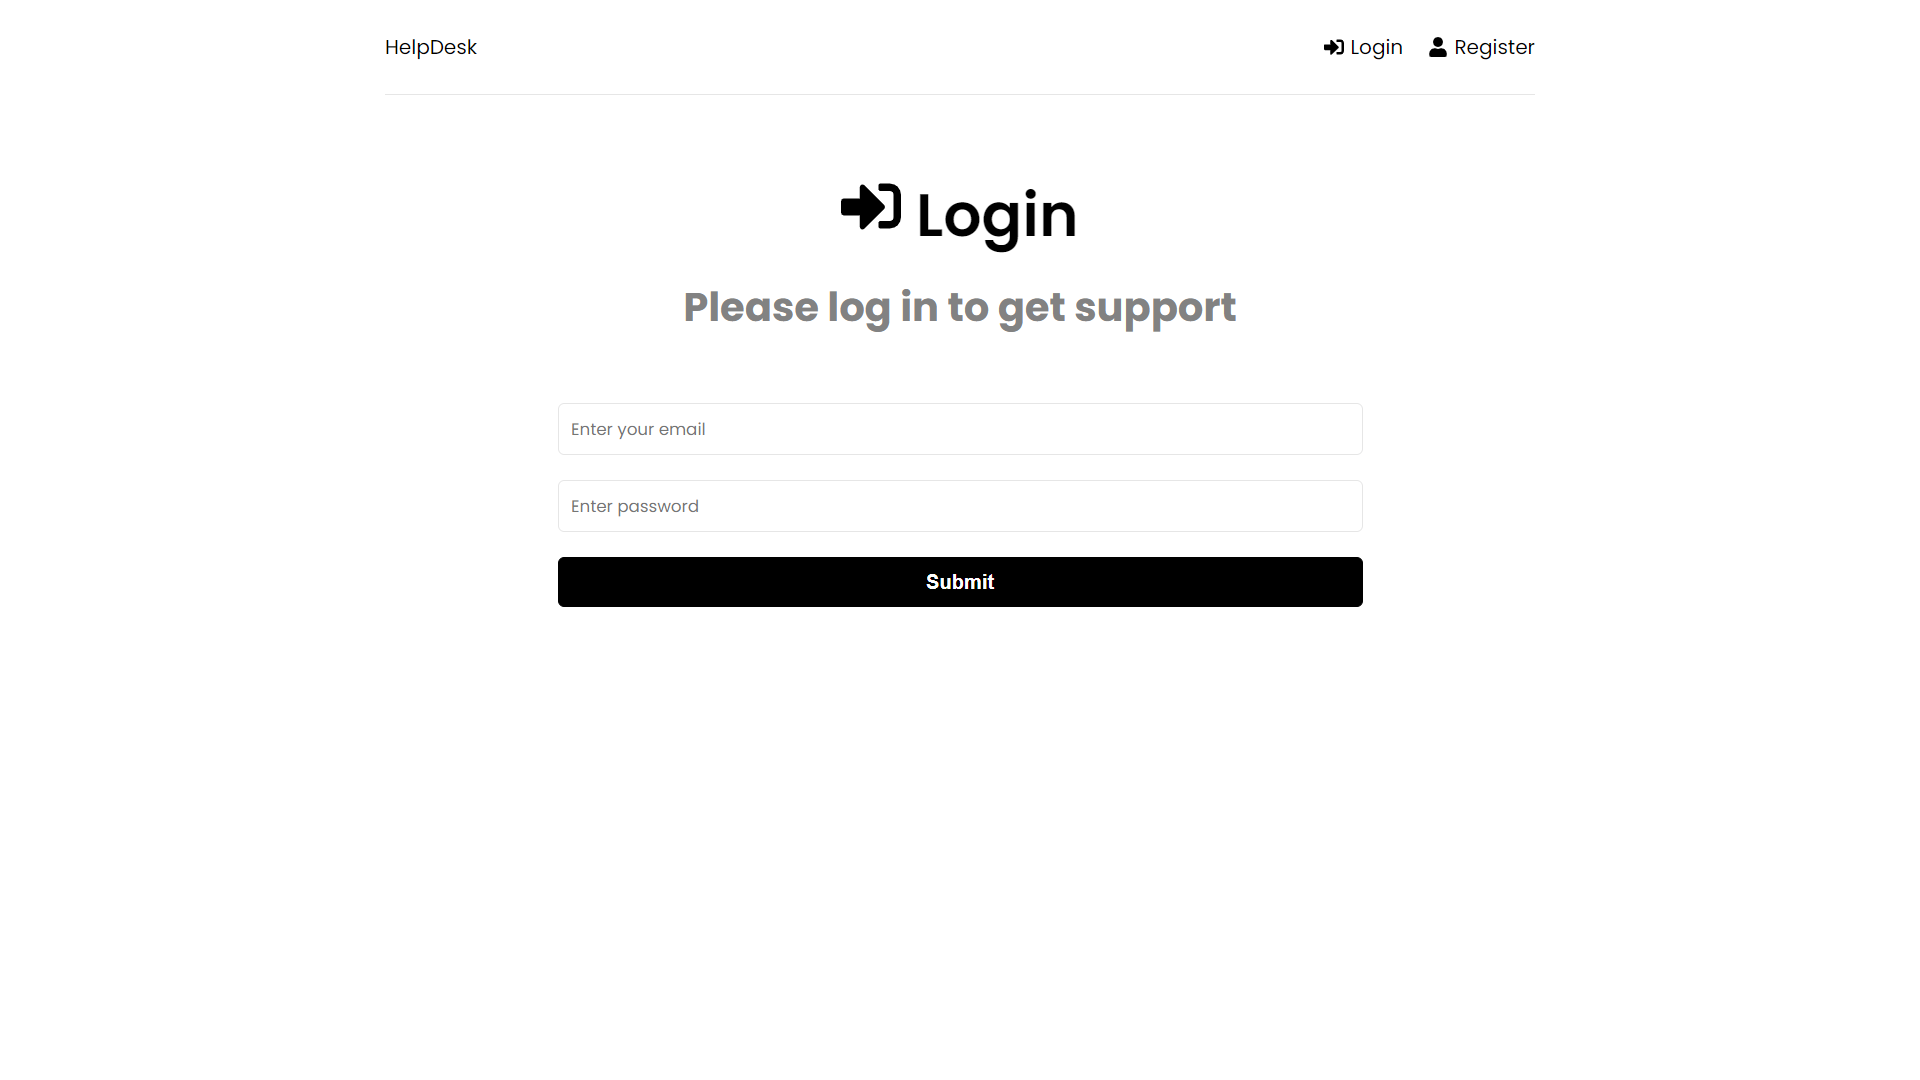 HelpDesk
Login
Register
Login
Please log in to get support
Enter your email
Enter password
Submit